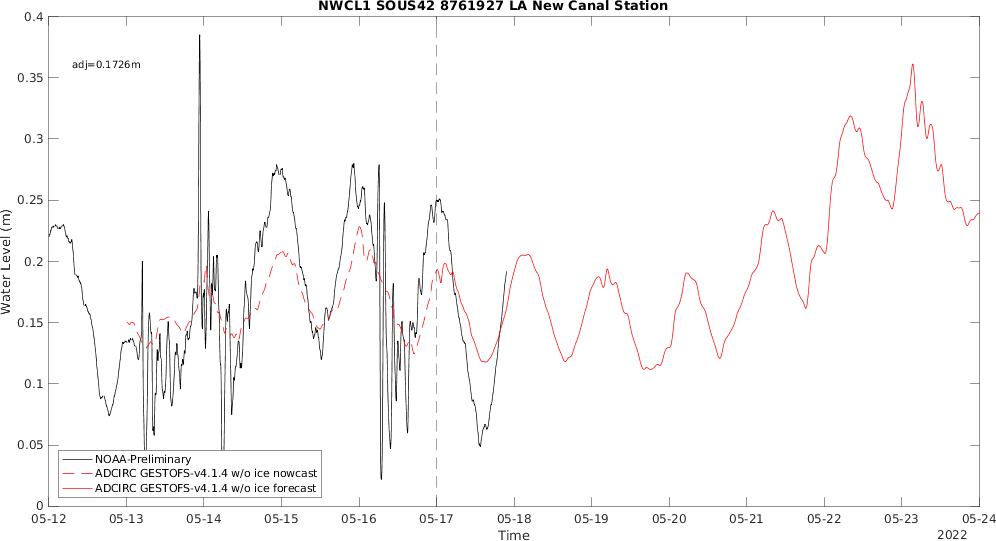 NWCL1 SOUS42 8761927 LA New Canal Station
0.4
0.35
0.3
0.25
0.2
0.15
0.1
0.05
0
Water Level (m)
adj=0.1726m
NOAA-Preliminary
ADCIRC GESTOFS-v4.1.4 w/o ice nowcast
ADCIRC GESTOFS-v4.1.4 w/o ice forecast
05-12 05-13 05-14 05-15 05-16 05-17 05-18 05-19 05-20 05-21 05-22 05-23 05-24
Time
2022